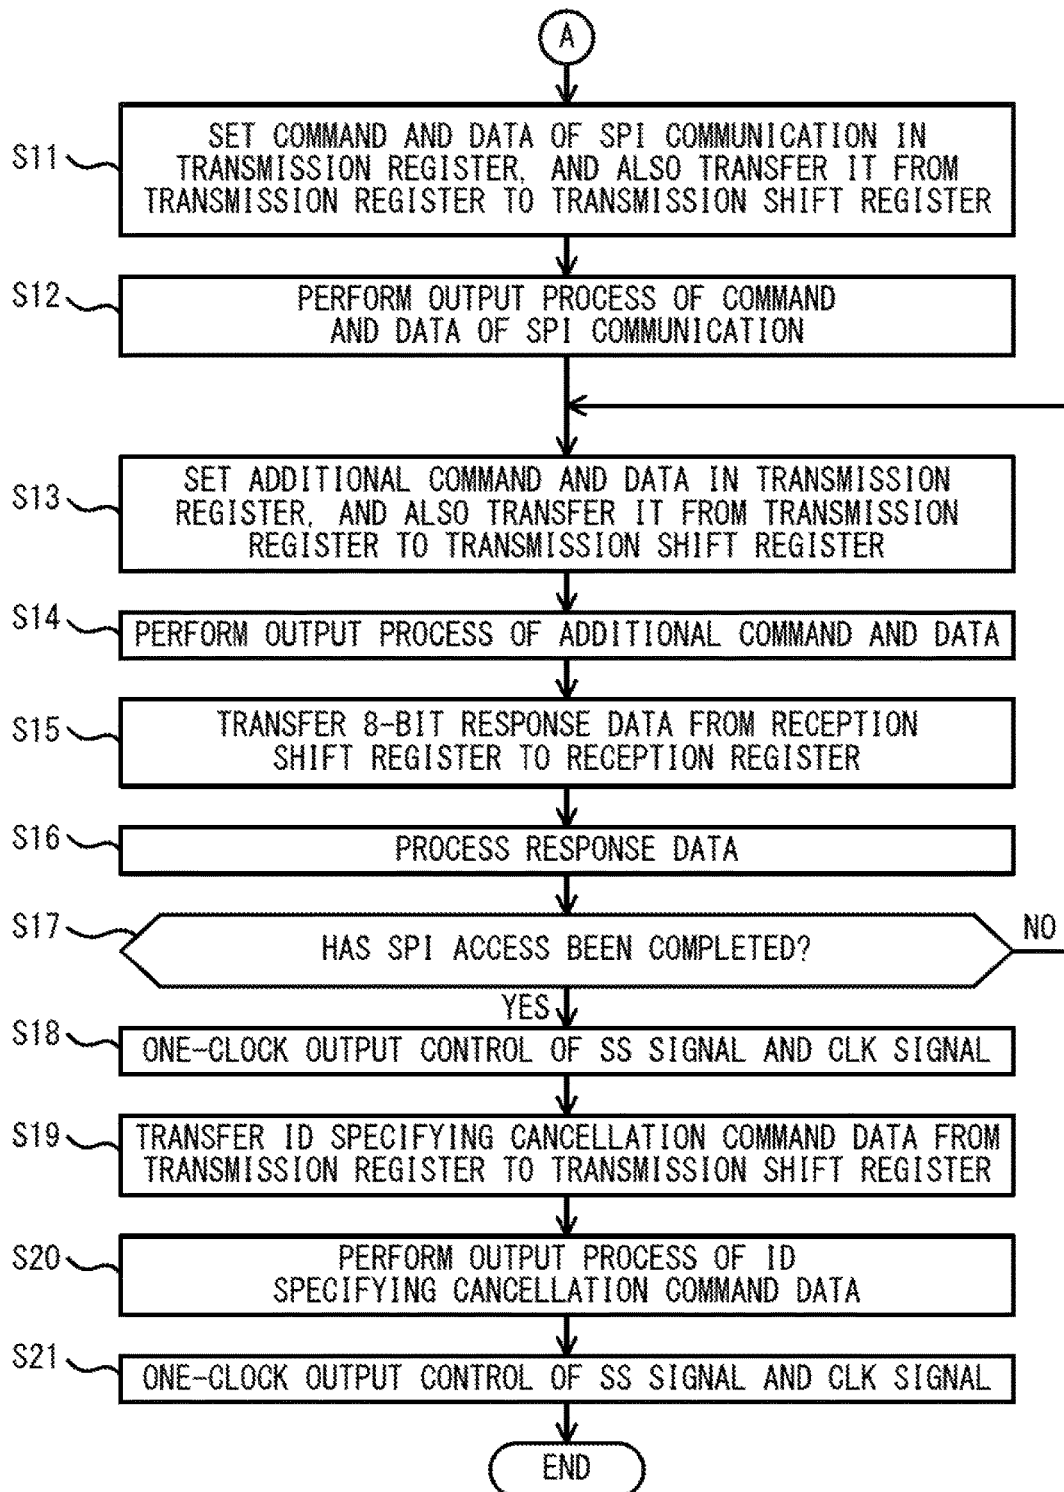 A
S11
SET COMMAND AND DATA OF SPI COMMUNICATION IN
TRANSMISSION REGISTER, AND ALSO TRANSFER IT FROM
TRANSMISSION REGISTER TO TRANSMISSION SHIFT REGISTER
S12
PERFORM OUTPUT PROCESS OF COMMAND
AND DATA OF SPI COMMUNICATION
S13
SET ADDITIONAL COMMAND AND DATA IN TRANSMISSION
REGISTER, AND ALSO TRANSFER IT FROM TRANSMISSION
REGISTER TO TRANSMISSION SHIFT REGISTER
S14
PERFORM OUTPUT PROCESS OF ADDITIONAL COMMAND AND DATA
S15
TRANSFER 8-BIT RESPONSE DATA FROM RECEPTION
SHIFT REGISTER TO RECEPTION REGISTER
S16
PROCESS RESPONSE DATA
S17
HAS SPI ACCESS BEEN COMPLETED?
NO
YES
S18
ONE-CLOCK OUTPUT CONTROL OF SS SIGNAL AND CLK SIGNAL
S19
TRANSFER ID SPECIFYING CANCELLATION COMMAND DATA FROM
TRANSMISSION REGISTER TO TRANSMISSION SHIFT REGISTER
S20
PERFORM OUTPUT PROCESS OF ID
SPECIFYING CANCELLATION COMMAND DATA
S21
ONE-CLOCK OUTPUT CONTROL OF SS SIGNAL AND CLK SIGNAL
END